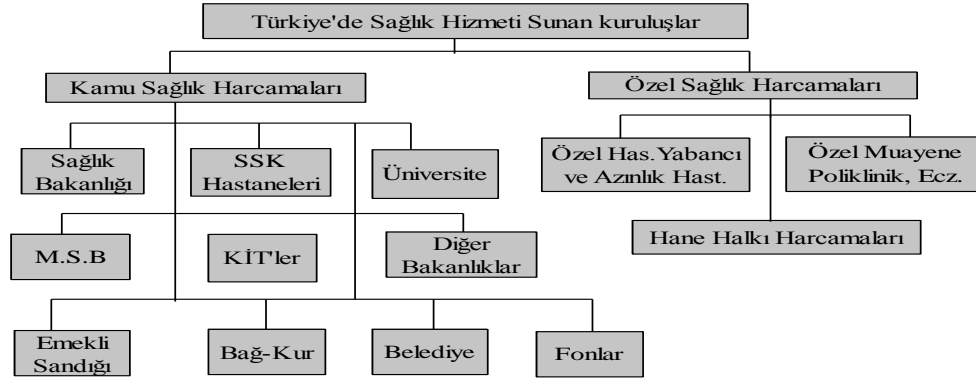 Türkiye'de Sağlık Hizmeti Sunan kuruluşlar
Kamu Sağlık Harcamaları
Özel Sağlık Harcamaları
Sağlık
Bakanlığı
SSK
Hastaneleri
Üniversite
Özel Has.Yabancı
ve Azınlık Hast.
Özel Muayene
Poliklinik, Ecz.
M.S.B
KİT'ler
Diğer
Bakanlıklar
Hane Halkı Harcamaları
Emekli
Sandığı
Bağ-Kur
Belediye
Fonlar